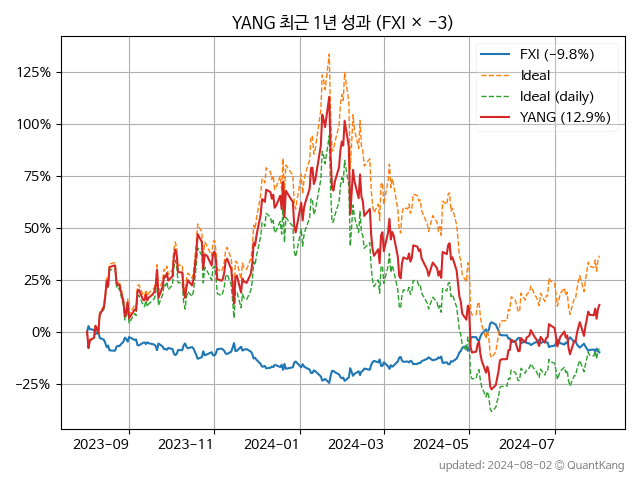 YANG 최근 1년 성과 (FXI × −3)
FXI (−9.8%)
Ideal
Ideal (daily)
YANG (12.9%)
125%
100%
75%
50%
25%
0%
−25%
2023-09
2023-11
2024-01
2024-03
2024-05
2024-07
updated: 2024-08-02 © QuantKang